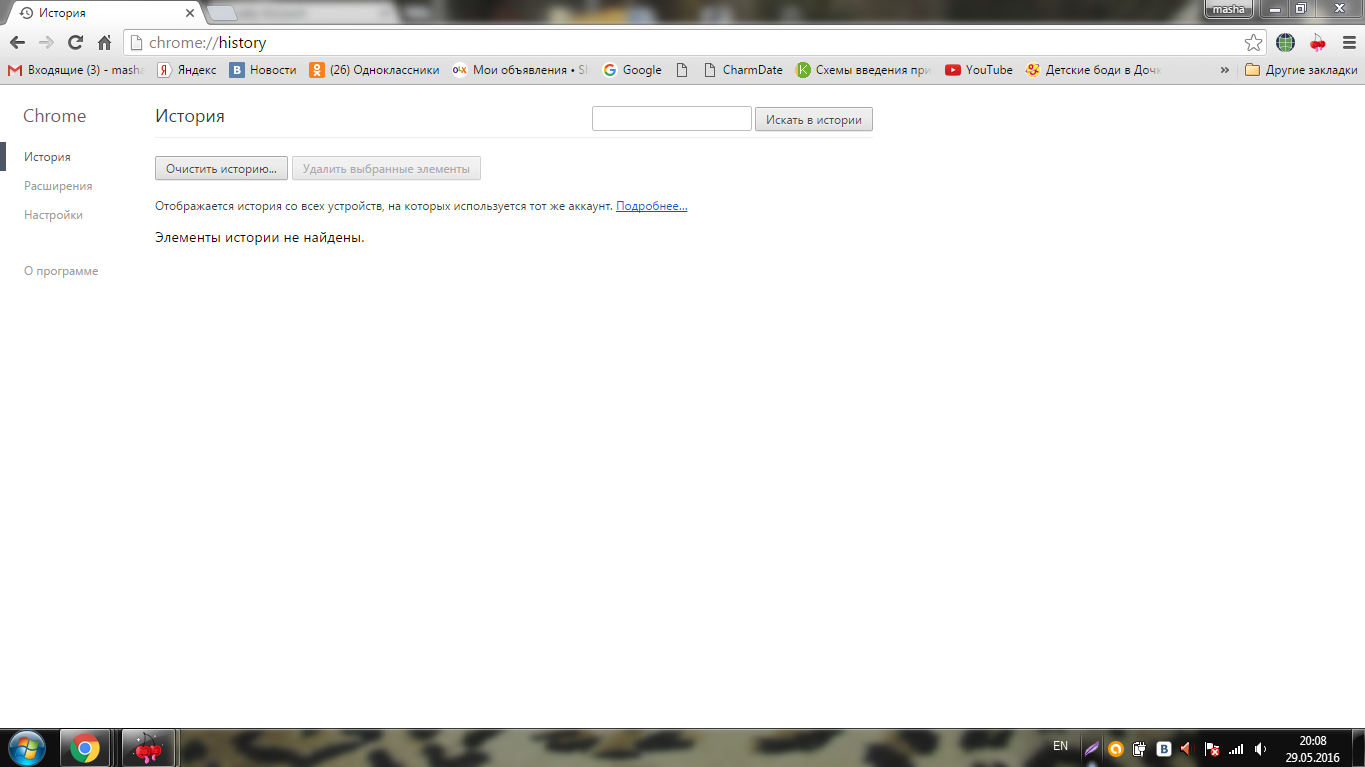 История
masha
chrome://history
Входящие (3) - masha
Яндекс
В Новости
(26) Одноклассники
OLX Мои объявления • Sl
Google
CharmDate
K Схемы введения при
YouTube
Детские боди в Дочк
»
Другие закладки
Chrome
История
Расширения
Настройки
О программе
История
Искать в истории
Очистить историю...
Удалить выбранные элементы
Отображается история со всех устройств, на которых используется тот же аккаунт. Подробнее...
Элементы истории не найдены.
EN
20:08
29.05.2016